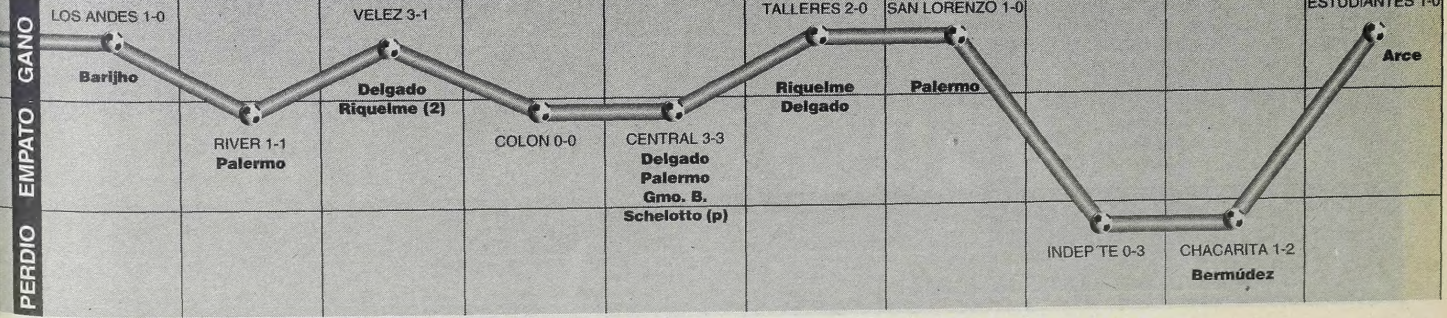 GANO
EMPATO
PERDIO
LOS ANDES 1-0
Barijho
RIVER 1-1
Palermo
VELEZ 3-1
Delgado
Riquelme (2)
COLON 0-0
CENTRAL 3-3
Delgado
Palermo
Gmo. B.
Schelotto (p)
TALLERES 2-0
Riquelme
Delgado
SAN LORENZO 1-0
Palermo
INDEP'TE 0-3
CHACARITA 1-2
Bermúdez
ESTUDIANTES 1-0
Arce